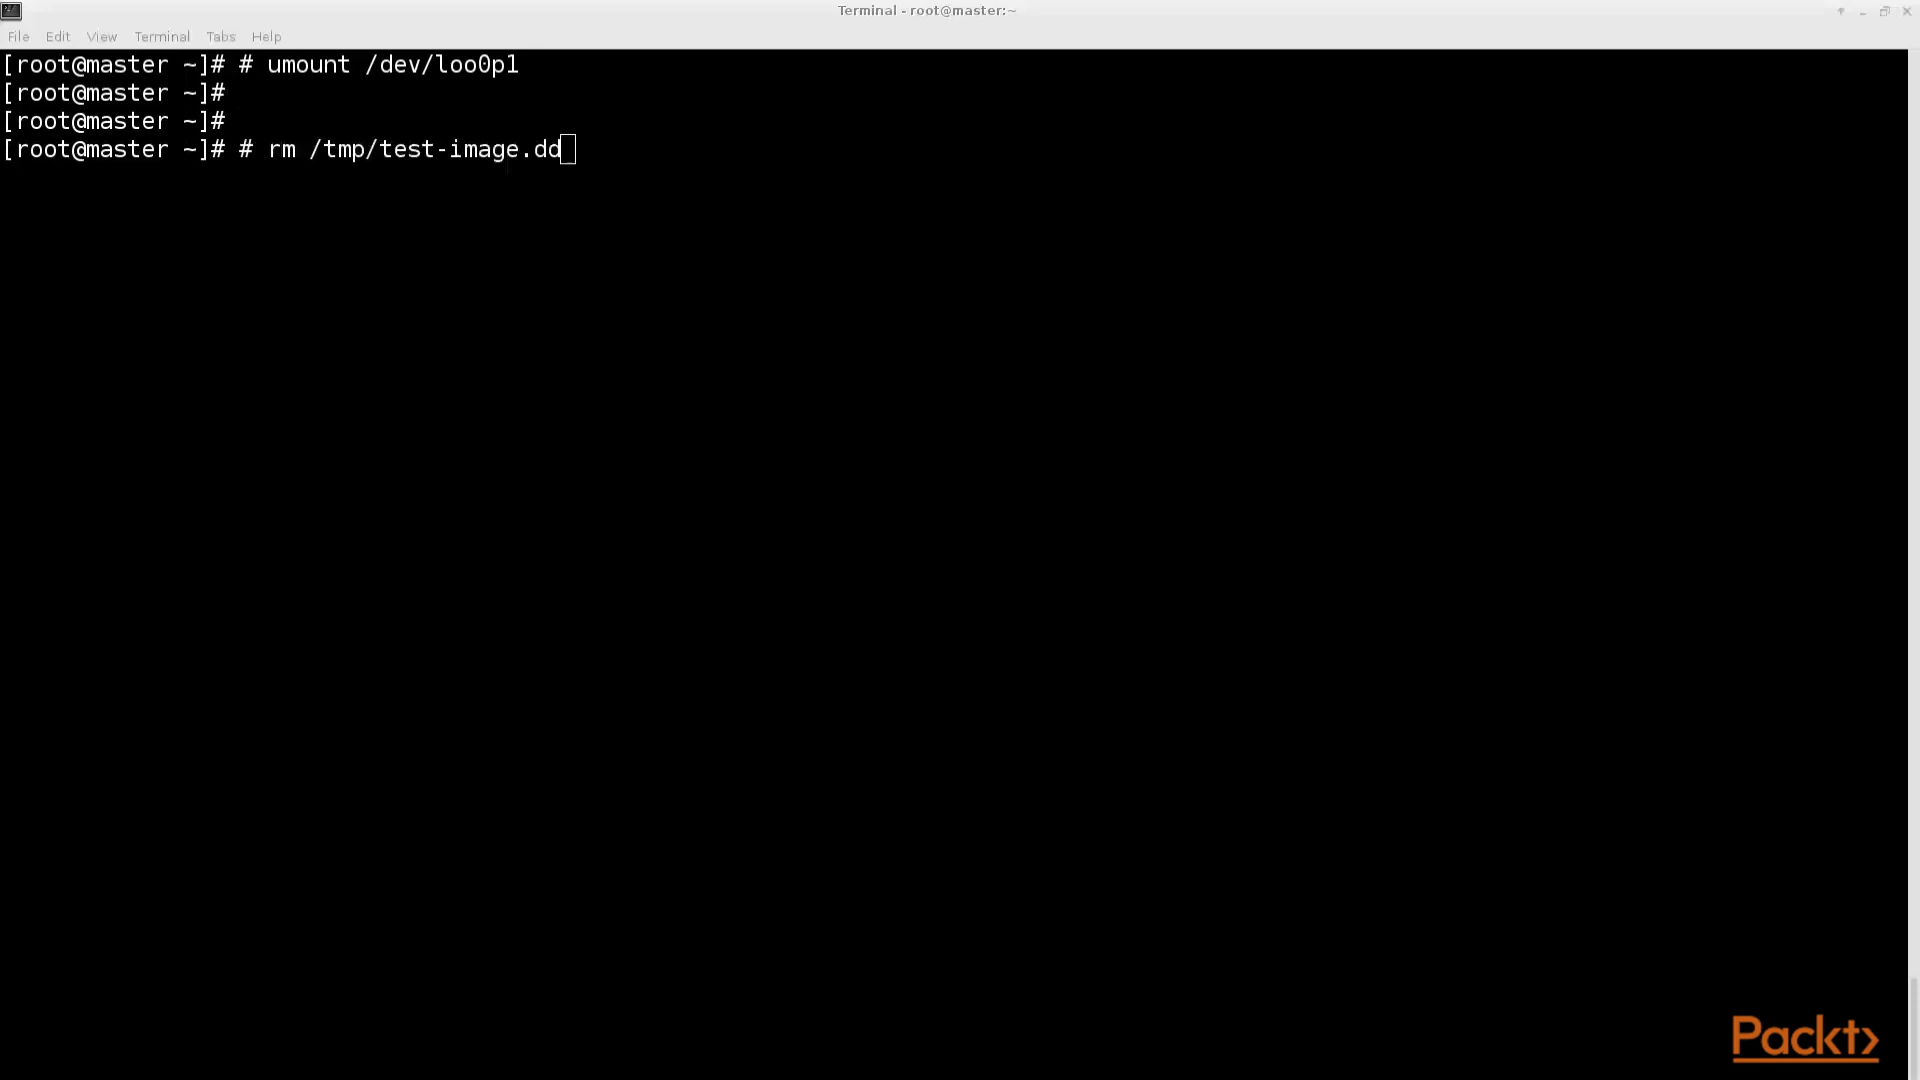 Terminal - root@master:~
File Edit View Terminal Tabs Help
[root@master ~]# # umount /dev/loo0p1
[root@master ~]#
[root@master ~]#
[root@master ~]# # rm /tmp/test-image.dd
Packt>